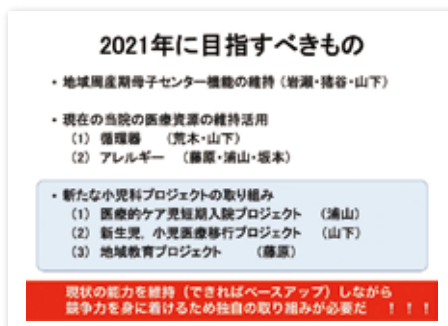 2021年に目指すべきもの
・地域周産期母子センター機能の維持（岩瀬・猪谷・山下）
・現在の当院の医療資源の維持活用
（1）循環器　（荒木・山下）
（2）アレルギー　（藤原・浦山・坂本）
・新たな小児科プロジェクトの取り組み
（1）医療的ケア児短期入院プロジェクト　（浦山）
（2）新生児，小児医療移行プロジェクト　（山下）
（3）地域教育プロジェクト　（藤原）
現状の能力を維持（できればベースアップ）しながら
競争力を身に着けるため独自の取り組みが必要だ　！！！